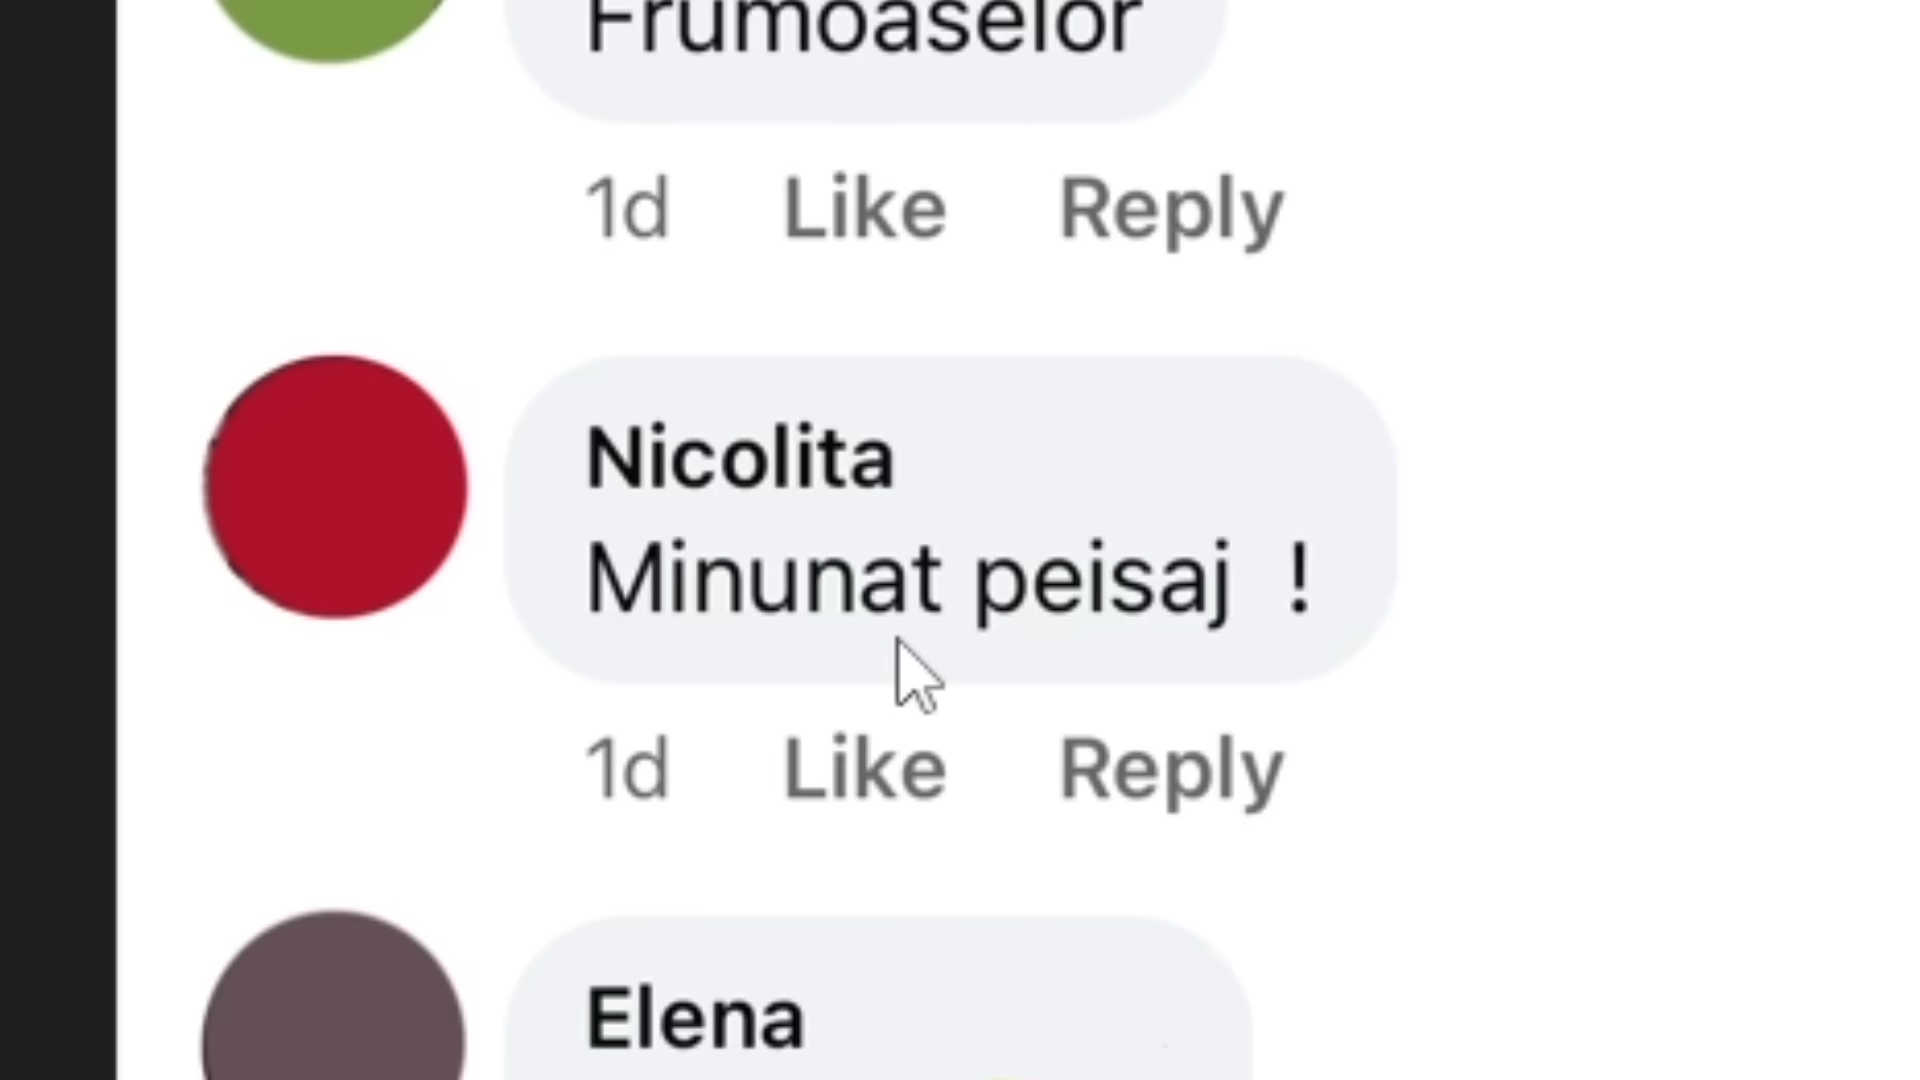 Frumoaselor
1d Like Reply
Nicolita
Minunat peisaj !
1d Like Reply
Elena